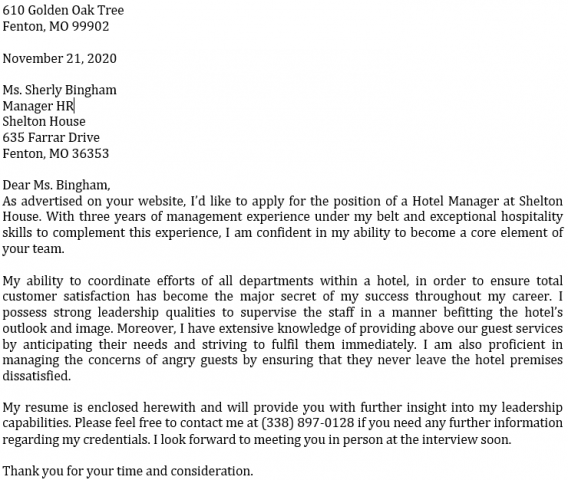 610 Golden Oak Tree
Fenton, MO 99902
November 21, 2020
Ms. Sherly Bingham
Manager HR
Shelton House
635 Farrar Drive
Fenton, MO 36353
Dear Ms. Bingham,
As advertised on your website, I'd like to apply for the position of a Hotel Manager at Shelton
House. With three years of management experience under my belt and exceptional hospitality
skills to complement this experience, I am confident in my ability to become a core element of
your team.
My ability to coordinate efforts of all departments within a hotel, in order to ensure total
customer satisfaction has become the major secret of my success throughout my career. I
possess strong leadership qualities to supervise the staff in a manner befitting the hotel's
outlook and image. Moreover, I have extensive knowledge of providing above our guest services
by anticipating their needs and striving to fulfil them immediately. I am also proficient in
managing the concerns of angry guests by ensuring that they never leave the hotel premises
dissatisfied.
My resume is enclosed herewith and will provide you with further insight into my leadership
capabilities. Please feel free to contact me at (338) 897-0128 if you need any further information
regarding my credentials. I look forward to meeting you in person at the interview soon.
Thank you for your time and consideration.